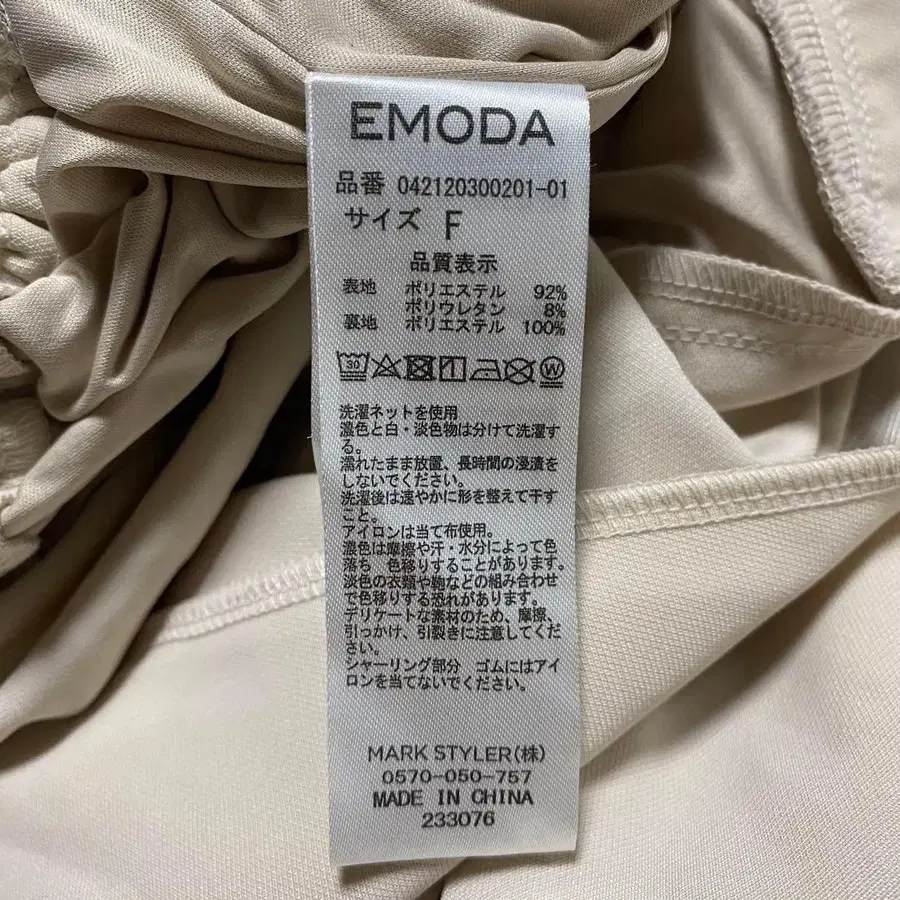 EMODA
品番 042120300201-01
サイズ F
品質表示
表地 ポリエステル 92%
ポリウレタン 8%
裏地 ポリエステル 100%
30 W
洗濯ネットを使用
濃色と白・淡色物は分けて洗濯す
る。
濡れたまま放置、長時間の浸漬を
しないでください。
洗濯後は速やかに形を整えて干す
こと。
アイロンは当て布使用。
濃色は摩擦や汗・水分によって色
落ち 色移りすることがあります。
淡色の衣類や鞄などの組み合わせ
で色移りする恐れがあります。
デリケートな素材のため、摩擦、
引っかけ、引裂きに注意してくだ
さい。
シャーリング部分 ゴムにはアイ
ロンを当てないでください。
MARK STYLER(株)
0570-050-757
MADE IN CHINA
233076